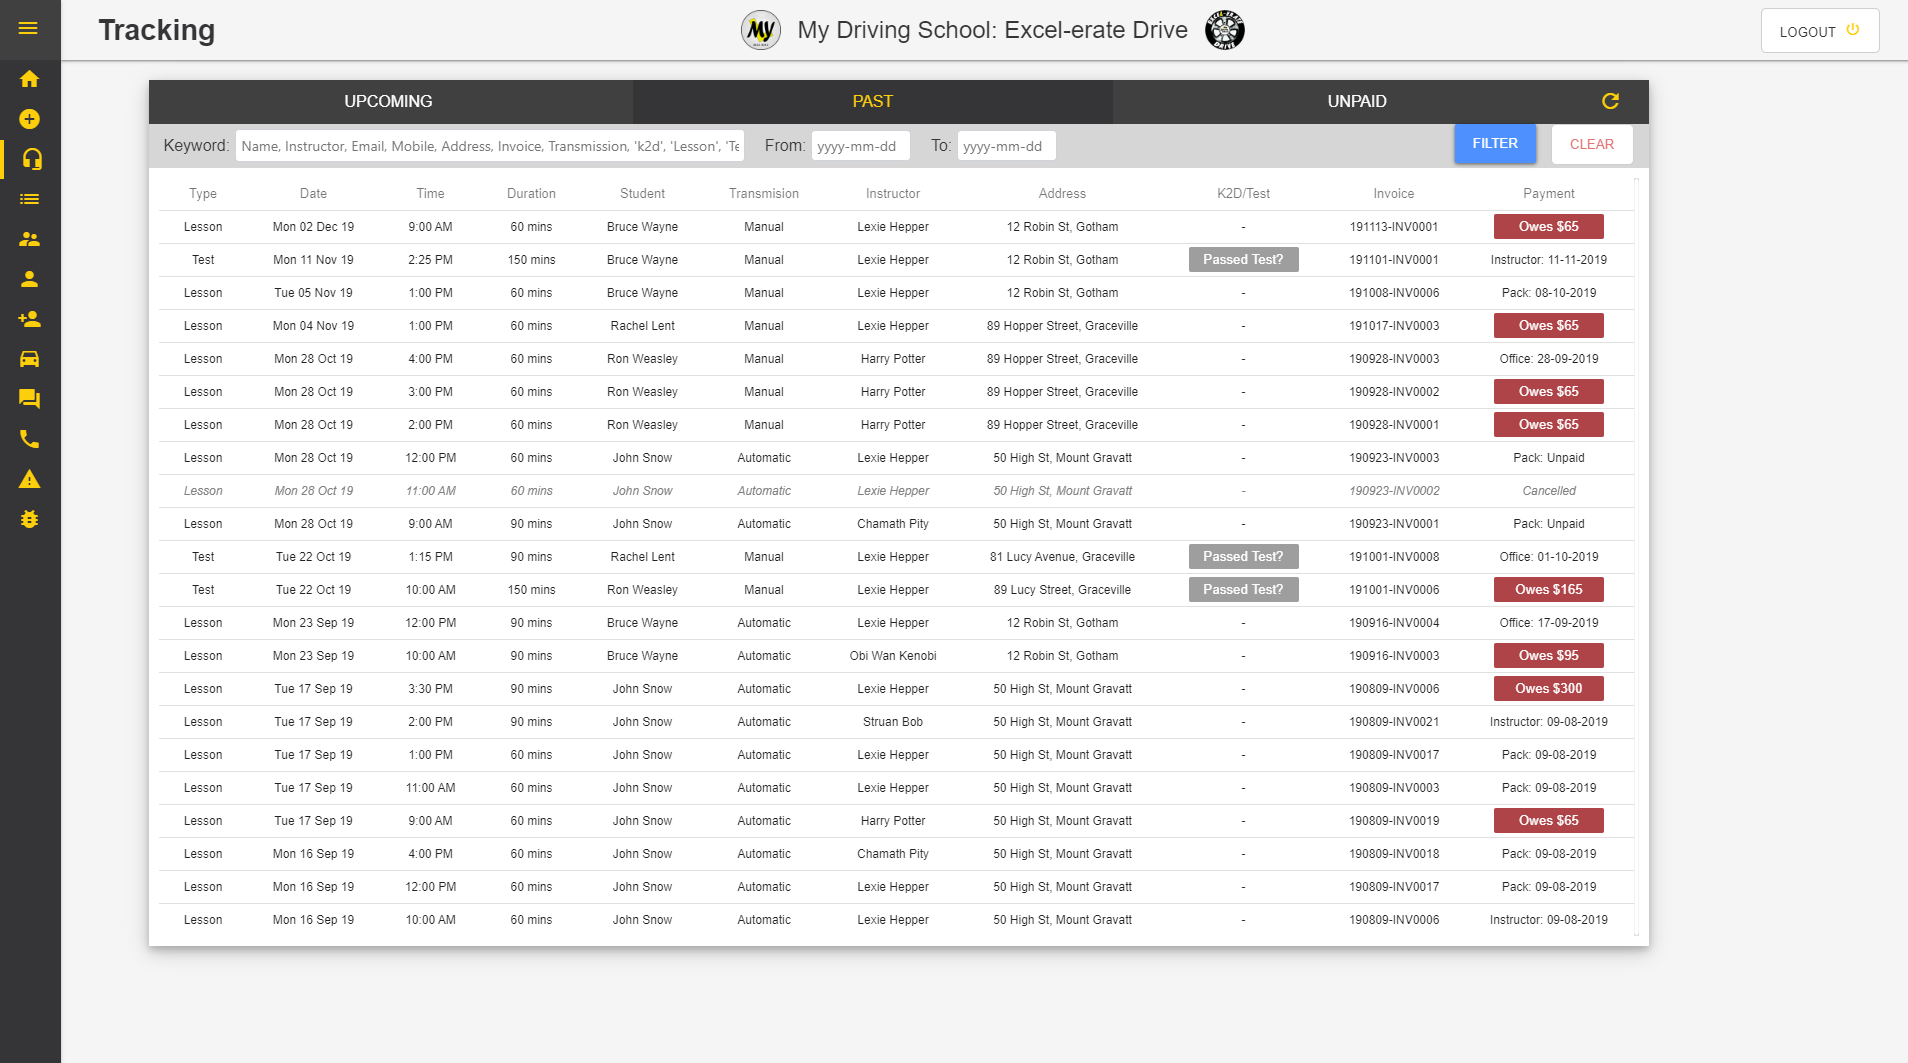 Tracking
My
My Driving School: Excel-erate Drive
EXCEL-ERATE
DRIVE
LOGOUT
UPCOMING PAST UNPAID
Keyword: Name, Instructor, Email, Mobile, Address, Invoice, Transmission, 'k2d', 'Lesson', 'Te From: yyyy-mm-dd To: yyyy-mm-dd FILTER CLEAR
Type Date Time Duration Student Transmision Instructor Address K2D/Test Invoice Payment
Lesson Mon 02 Dec 19 9:00 AM 60 mins Bruce Wayne Manual Lexie Hepper 12 Robin St, Gotham - 191113-INV0001 Owes $65
Test Mon 11 Nov 19 2:25 PM 150 mins Bruce Wayne Manual Lexie Hepper 12 Robin St, Gotham Passed Test? 191101-INV0001 Instructor: 11-11-2019
Lesson Tue 05 Nov 19 1:00 PM 60 mins Bruce Wayne Manual Lexie Hepper 12 Robin St, Gotham - 191008-INV0006 Pack: 08-10-2019
Lesson Mon 04 Nov 19 1:00 PM 60 mins Rachel Lent Manual Lexie Hepper 89 Hopper Street, Graceville - 191017-INV0003 Owes $65
Lesson Mon 28 Oct 19 4:00 PM 60 mins Ron Weasley Manual Harry Potter 89 Hopper Street, Graceville - 190928-INV0003 Office: 28-09-2019
Lesson Mon 28 Oct 19 3:00 PM 60 mins Ron Weasley Manual Harry Potter 89 Hopper Street, Graceville - 190928-INV0002 Owes $65
Lesson Mon 28 Oct 19 2:00 PM 60 mins Ron Weasley Manual Harry Potter 89 Hopper Street, Graceville - 190928-INV0001 Owes $65
Lesson Mon 28 Oct 19 12:00 PM 60 mins John Snow Automatic Lexie Hepper 50 High St, Mount Gravatt - 190923-INV0003 Pack: Unpaid
Lesson Mon 28 Oct 19 11:00 AM 60 mins John Snow Automatic Lexie Hepper 50 High St, Mount Gravatt - 190923-INV0002 Cancelled
Lesson Mon 28 Oct 19 9:00 AM 90 mins John Snow Automatic Chamath Pity 50 High St, Mount Gravatt - 190923-INV0001 Pack: Unpaid
Test Tue 22 Oct 19 1:15 PM 90 mins Rachel Lent Manual Lexie Hepper 81 Lucy Avenue, Graceville Passed Test? 191001-INV0008 Office: 01-10-2019
Test Tue 22 Oct 19 10:00 AM 150 mins Ron Weasley Manual Lexie Hepper 89 Lucy Street, Graceville Passed Test? 191001-INV0006 Owes $165
Lesson Mon 23 Sep 19 12:00 PM 90 mins Bruce Wayne Automatic Lexie Hepper 12 Robin St, Gotham - 190916-INV0004 Office: 17-09-2019
Lesson Mon 23 Sep 19 10:00 AM 90 mins Bruce Wayne Automatic Obi Wan Kenobi 12 Robin St, Gotham - 190916-INV0003 Owes $95
Lesson Tue 17 Sep 19 3:30 PM 90 mins John Snow Automatic Lexie Hepper 50 High St, Mount Gravatt - 190809-INV0006 Owes $300
Lesson Tue 17 Sep 19 2:00 PM 90 mins John Snow Automatic Struan Bob 50 High St, Mount Gravatt - 190809-INV0021 Instructor: 09-08-2019
Lesson Tue 17 Sep 19 1:00 PM 60 mins John Snow Automatic Lexie Hepper 50 High St, Mount Gravatt - 190809-INV0017 Pack: 09-08-2019
Lesson Tue 17 Sep 19 11:00 AM 60 mins John Snow Automatic Lexie Hepper 50 High St, Mount Gravatt - 190809-INV0003 Pack: 09-08-2019
Lesson Tue 17 Sep 19 9:00 AM 60 mins John Snow Automatic Harry Potter 50 High St, Mount Gravatt - 190809-INV0019 Owes $65
Lesson Mon 16 Sep 19 4:00 PM 60 mins John Snow Automatic Chamath Pity 50 High St, Mount Gravatt - 190809-INV0018 Pack: 09-08-2019
Lesson Mon 16 Sep 19 12:00 PM 60 mins John Snow Automatic Lexie Hepper 50 High St, Mount Gravatt - 190809-INV0017 Pack: 09-08-2019
Lesson Mon 16 Sep 19 10:00 AM 60 mins John Snow Automatic Lexie Hepper 50 High St, Mount Gravatt - 190809-INV0006 Instructor: 09-08-2019